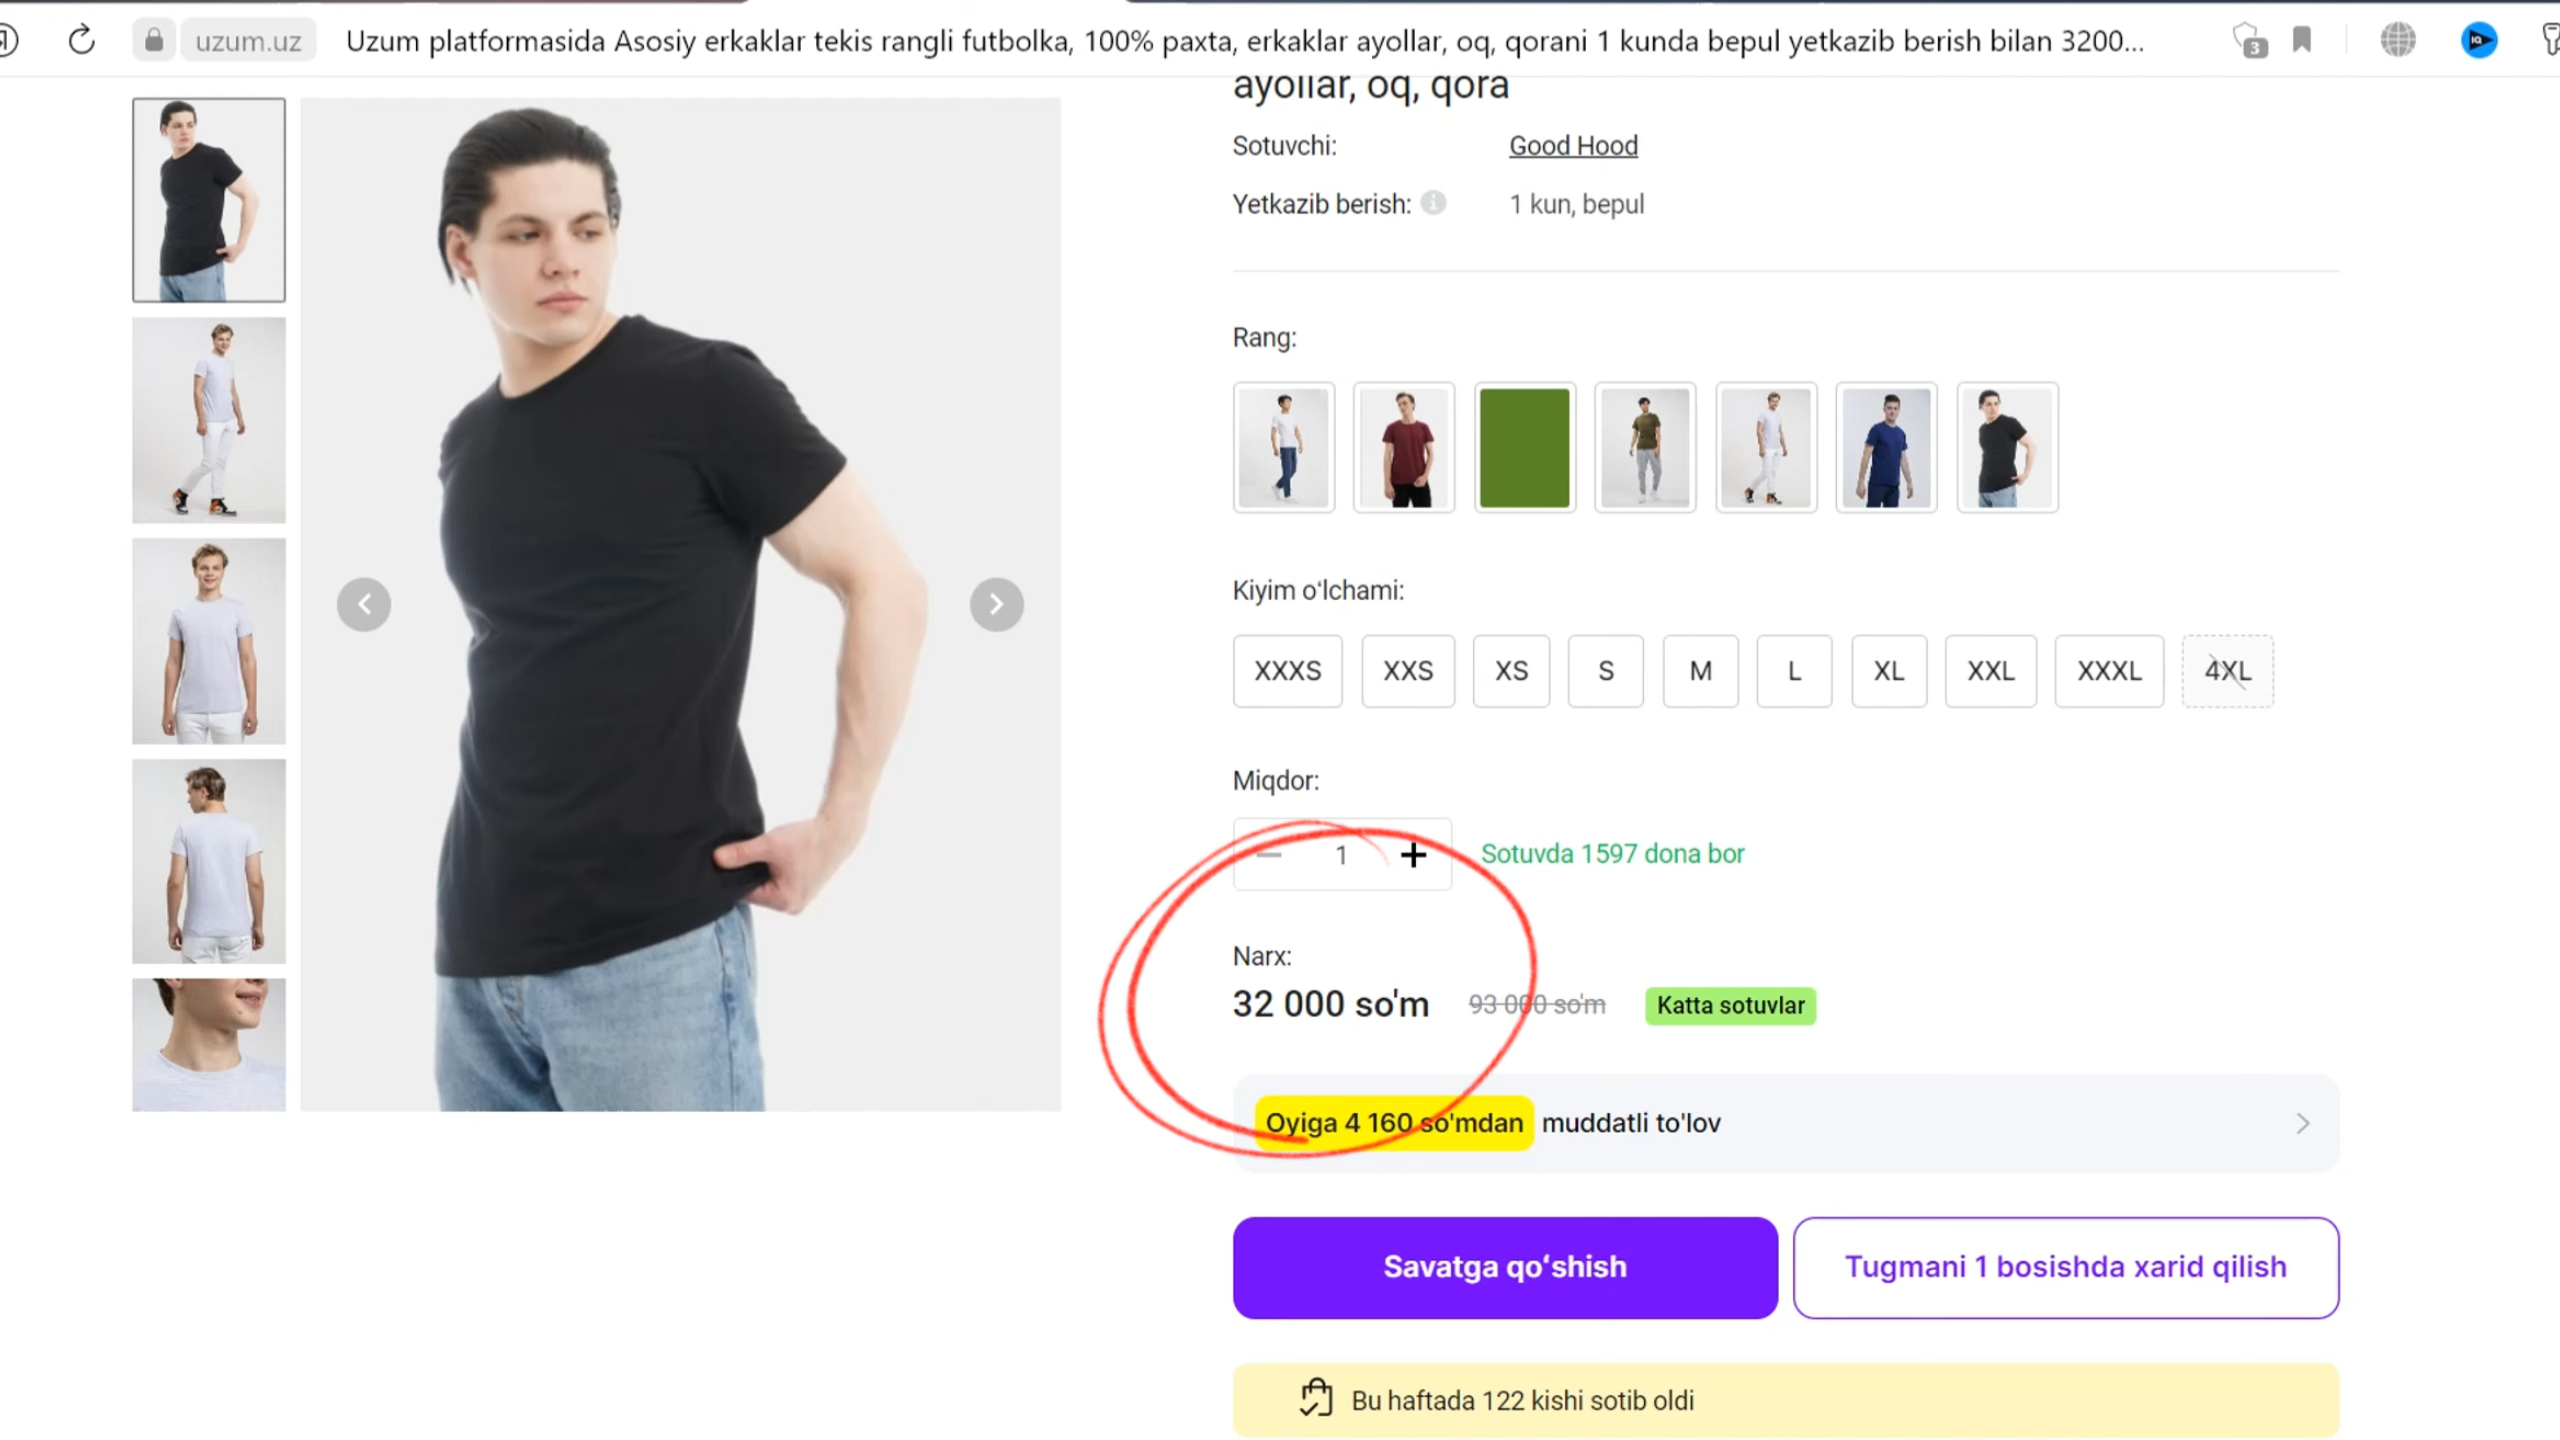 uzum.uz
Uzum platformasida Asosiy erkaklar tekis rangli futbolka, 100% paxta, erkaklar ayollar, oq, qorani 1 kunda bepul yetkazib berish bilan 3200...
3
ayollar, oq, qora
Sotuvchi: Good Hood
Yetkazib berish: 1 kun, bepul
Rang:
Kiyim oʻlchami:
XXXS XXS XS S M L XL XXL XXXL 4XL
Miqdor:
1 Sotuvda 1597 dona bor
Narx:
32 000 so'm 93 000 so'm Katta sotuvlar
Oyiga 4 160 so'mdan muddatli to'lov
Savatga qoʻshish Tugmani 1 bosishda xarid qilish
Bu haftada 122 kishi sotib oldi